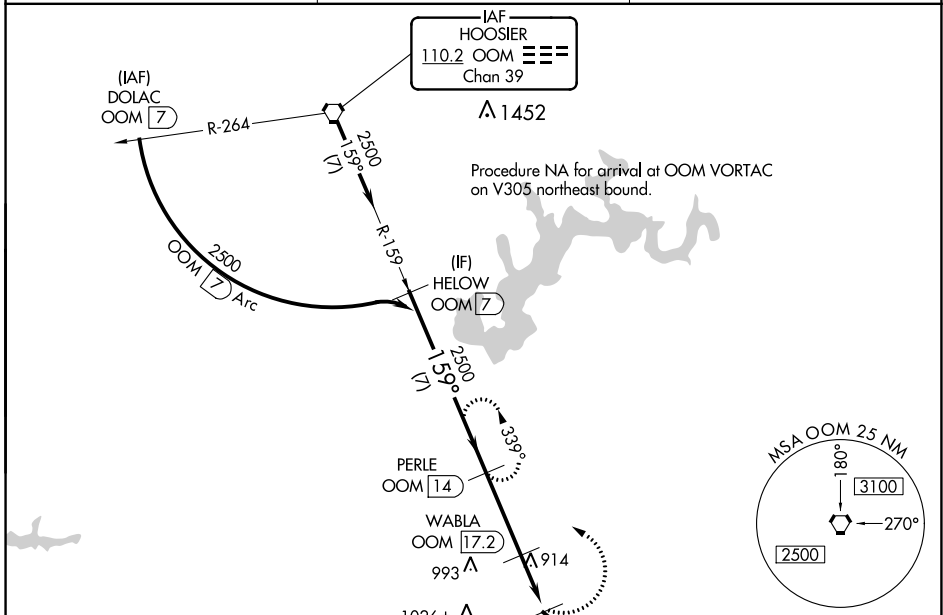 IAF
HOOSIER
110.2 OOM
Chan 39
(IAF)
DOLAC
OOM 7
R-264
1452
2500
159°
(7)
Procedure NA for arrival at OOM VORTAC
on V305 northeast bound.
R-159
2500
OOM 7 Arc
(IF)
HELOW
OOM 7
2500
159°
(7)
339°
PERLE
OOM 14
WABLA
OOM 17.2
993
914
MSA OOM 25 NM
180°
3100
270°
2500